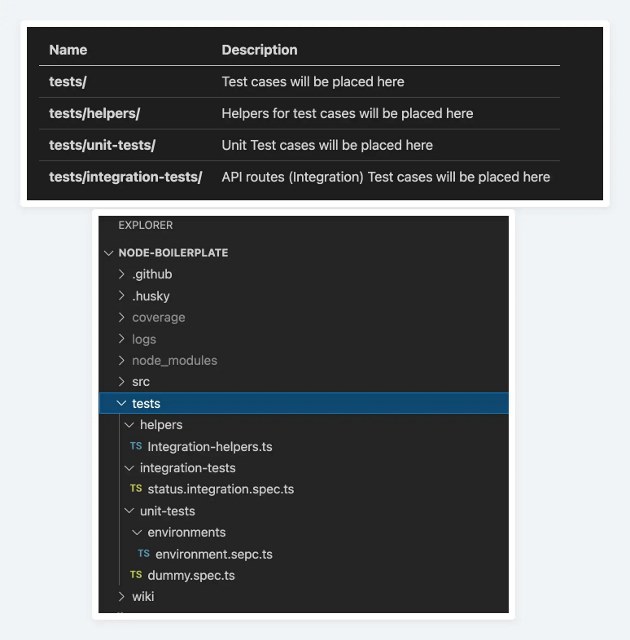 Name Description
tests/ Test cases will be placed here
tests/helpers/ Helpers for test cases will be placed here
tests/unit-tests/ Unit Test cases will be placed here
tests/integration-tests/ API routes (Integration) Test cases will be placed here
EXPLORER
NODE-BOILERPLATE
.github
.husky
coverage
logs
node_modules
src
tests
helpers
TS Integration-helpers.ts
integration-tests
TS status.integration.spec.ts
unit-tests
environments
TS environment.sepc.ts
TS dummy.spec.ts
wiki